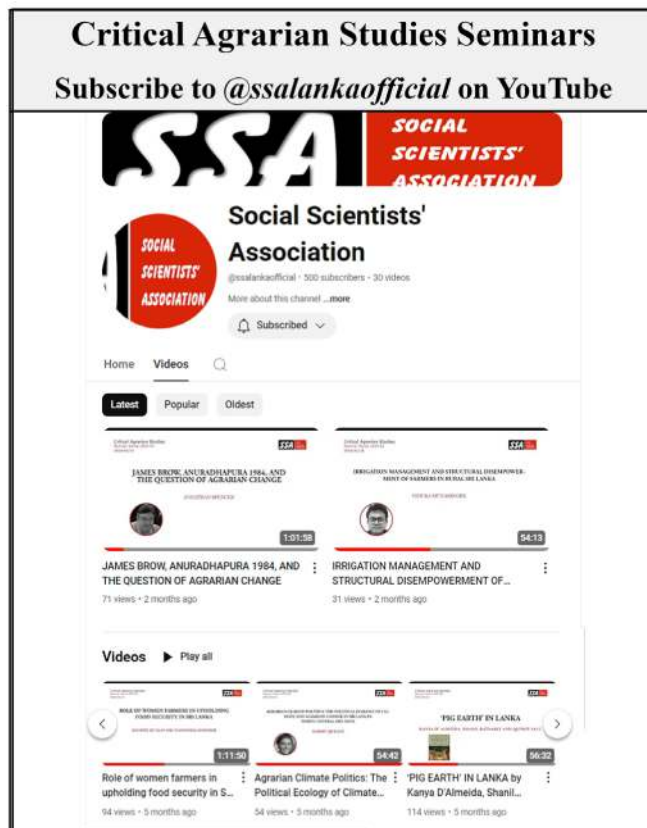 Critical Agrarian Studies Seminars
Subscribe to @ssalankaofficial on YouTube
SSA
SOCIAL
SCIENTISTS'
ASSOCIATION
SOCIAL
SCIENTISTS'
ASSOCIATION
Social Scientists'
Association
@ssalankaofficial • 500 subscribers • 30 videos
More about this channel ...more
Subscribed
Home Videos
Latest Popular Oldest
Critical Agrarian Studies
SSA
JAMES BROW, ANURADHAPURA 1984, AND
THE QUESTION OF AGRARIAN CHANGE
JONATHAN SPENCER
1:01:58
JAMES BROW, ANURADHAPURA 1984, AND
THE QUESTION OF AGRARIAN CHANGE
71 views • 2 months ago
Critical Agrarian Studies
SSA
IRRIGATION MANAGEMENT AND STRUCTURAL DISEMPOWER-
MENT OF FARMERS IN RURAL SRI LANKA
54:13
IRRIGATION MANAGEMENT AND
STRUCTURAL DISEMPOWERMENT OF...
31 views • 2 months ago
Videos Play all
SSA
ROLE OF WOMEN FARMERS IN UPHOLDING
FOOD SECURITY IN SRI LANKA
1:11:50
Role of women farmers in
upholding food security in S...
94 views • 5 months ago
SSA
54:42
Agrarian Climate Politics: The
Political Ecology of Climate...
54 views • 5 months ago
SSA
'PIG EARTH' IN LANKA
56:32
'PIG EARTH' IN LANKA by
Kanya D'Almeida, Shanil...
114 views • 5 months ago